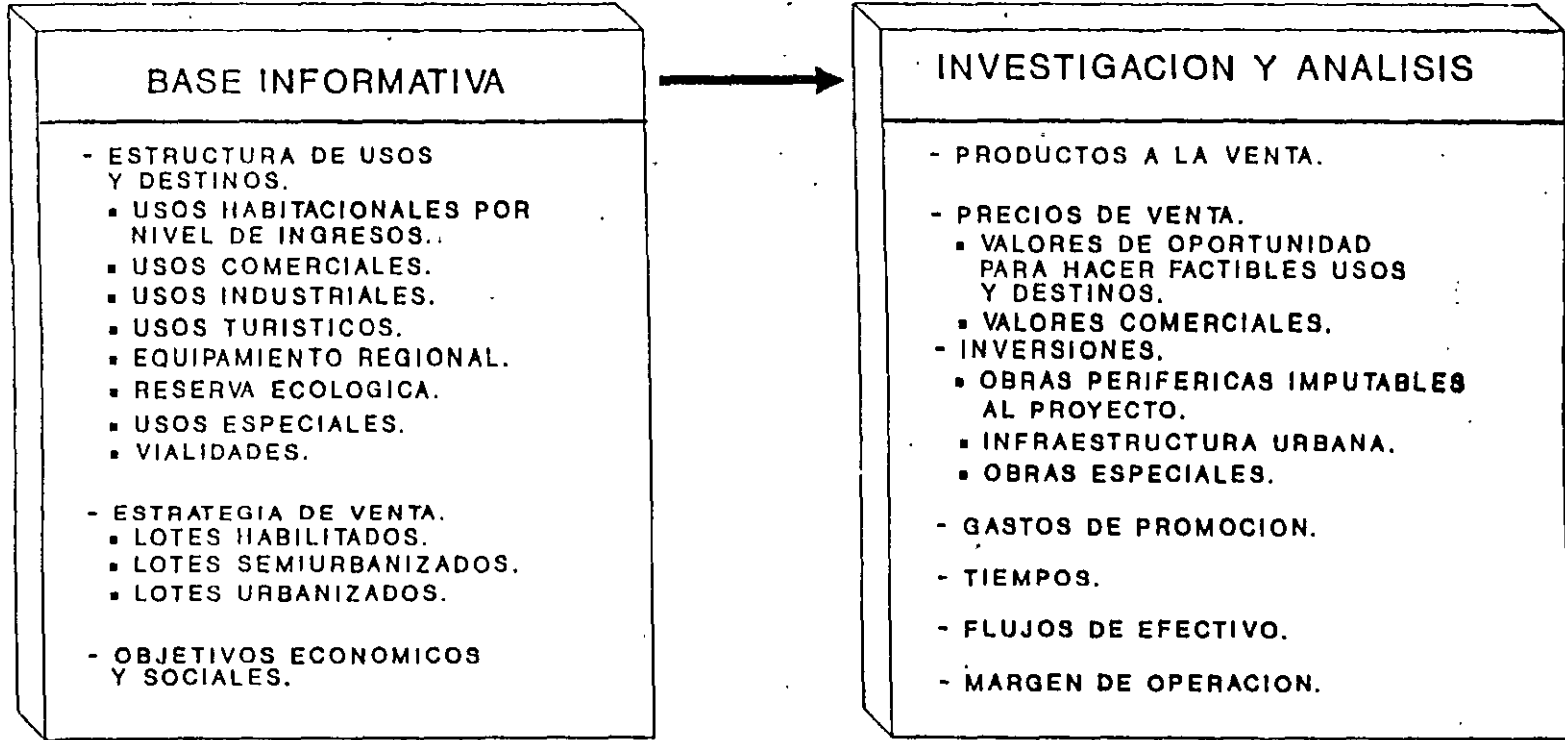 BASE INFORMATIVA
- ESTRUCTURA DE USOS
Y DESTINOS.
▪ USOS HABITACIONALES POR
NIVEL DE INGRESOS..
▪ USOS COMERCIALES.
▪ USOS INDUSTRIALES.
▪ USOS TURISTICOS.
▪ EQUIPAMIENTO REGIONAL.
▪ RESERVA ECOLOGICA.
▪ USOS ESPECIALES.
▪ VIALIDADES.
- ESTRATEGIA DE VENTA.
▪ LOTES HABILITADOS.
▪ LOTES SEMIURBANIZADOS.
▪ LOTES URBANIZADOS.
- OBJETIVOS ECONOMICOS
Y SOCIALES.
INVESTIGACION Y ANALISIS
- PRODUCTOS A LA VENTA.
- PRECIOS DE VENTA.
▪ VALORES DE OPORTUNIDAD
PARA HACER FACTIBLES USOS
Y DESTINOS.
▪ VALORES COMERCIALES.
- INVERSIONES.
▪ OBRAS PERIFERICAS IMPUTABLES
AL PROYECTO.
▪ INFRAESTRUCTURA URBANA.
▪ OBRAS ESPECIALES.
- GASTOS DE PROMOCION.
- TIEMPOS.
- FLUJOS DE EFECTIVO.
- MARGEN DE OPERACION.